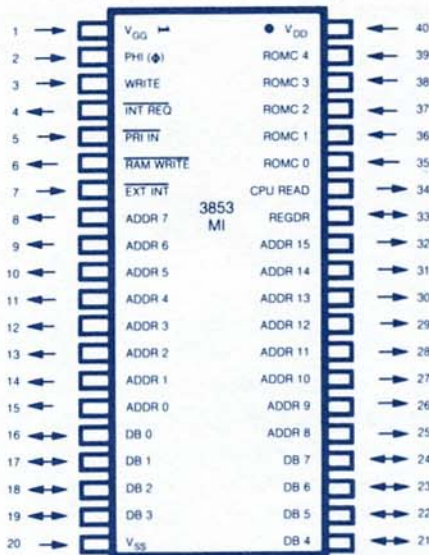 1 V_GG V_DD 40
2 PHI (Φ) ROMC 4 39
3 WRITE ROMC 3 38
4 INT REQ ROMC 2 37
5 PRI IN ROMC 1 36
6 RAM WRITE ROMC 0 35
7 EXT INT CPU READ 34
8 ADDR 7 3853 REGDR 33
MI
9 ADDR 6 ADDR 15 32
10 ADDR 5 ADDR 14 31
11 ADDR 4 ADDR 13 30
12 ADDR 3 ADDR 12 29
13 ADDR 2 ADDR 11 28
14 ADDR 1 ADDR 10 27
15 ADDR 0 ADDR 9 26
16 DB 0 ADDR 8 25
17 DB 1 DB 7 24
18 DB 2 DB 6 23
19 DB 3 DB 5 22
20 V_SS DB 4 21